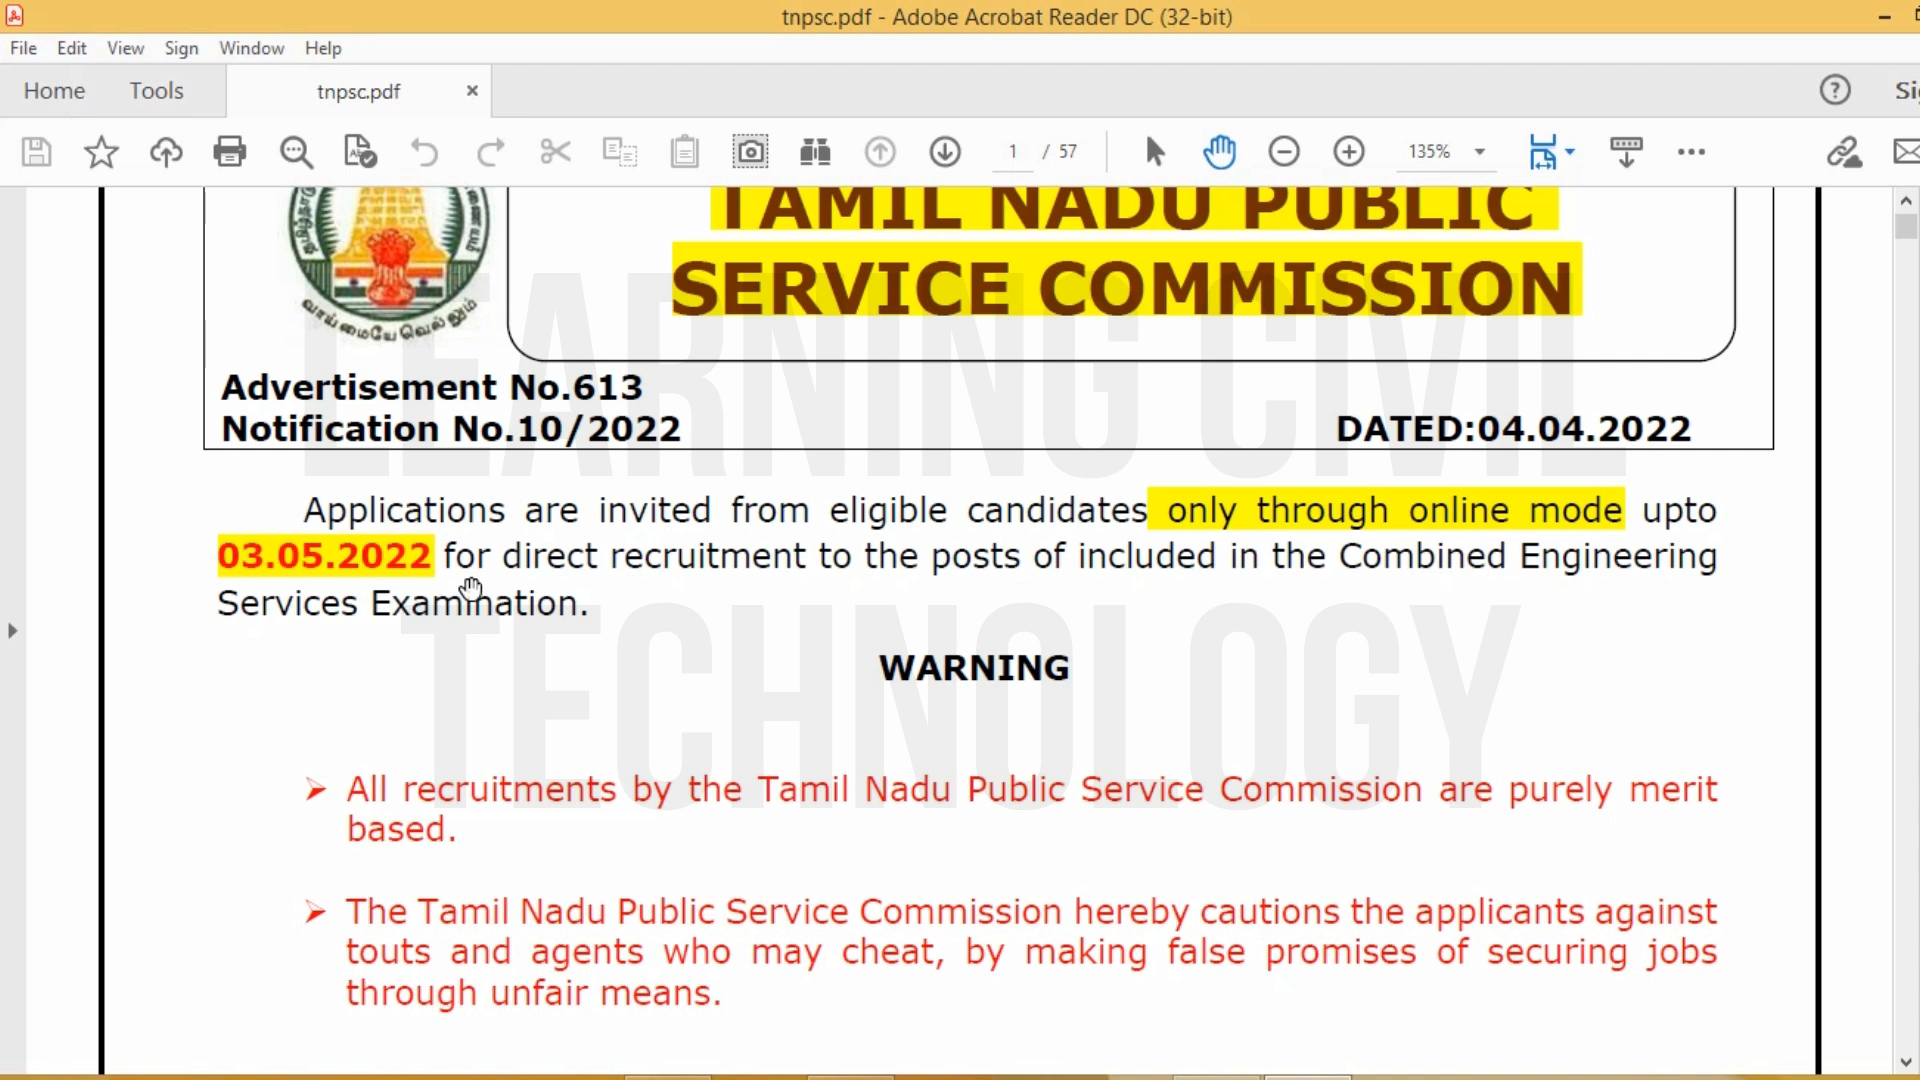 tnpsc.pdf - Adobe Acrobat Reader DC (32-bit)
File Edit View Sign Window Help
Home Tools tnpsc.pdf
1 / 57 135%
TAMIL NADU PUBLIC
SERVICE COMMISSION
வாய்மையே வெல்லும்
Advertisement No.613
Notification No.10/2022 DATED:04.04.2022
Applications are invited from eligible candidates only through online mode upto
03.05.2022 for direct recruitment to the posts of included in the Combined Engineering
Services Examination.
WARNING
➢ All recruitments by the Tamil Nadu Public Service Commission are purely merit
based.
➢ The Tamil Nadu Public Service Commission hereby cautions the applicants against
touts and agents who may cheat, by making false promises of securing jobs
through unfair means.
LEARNING CIVIL
TECHNOLOGY